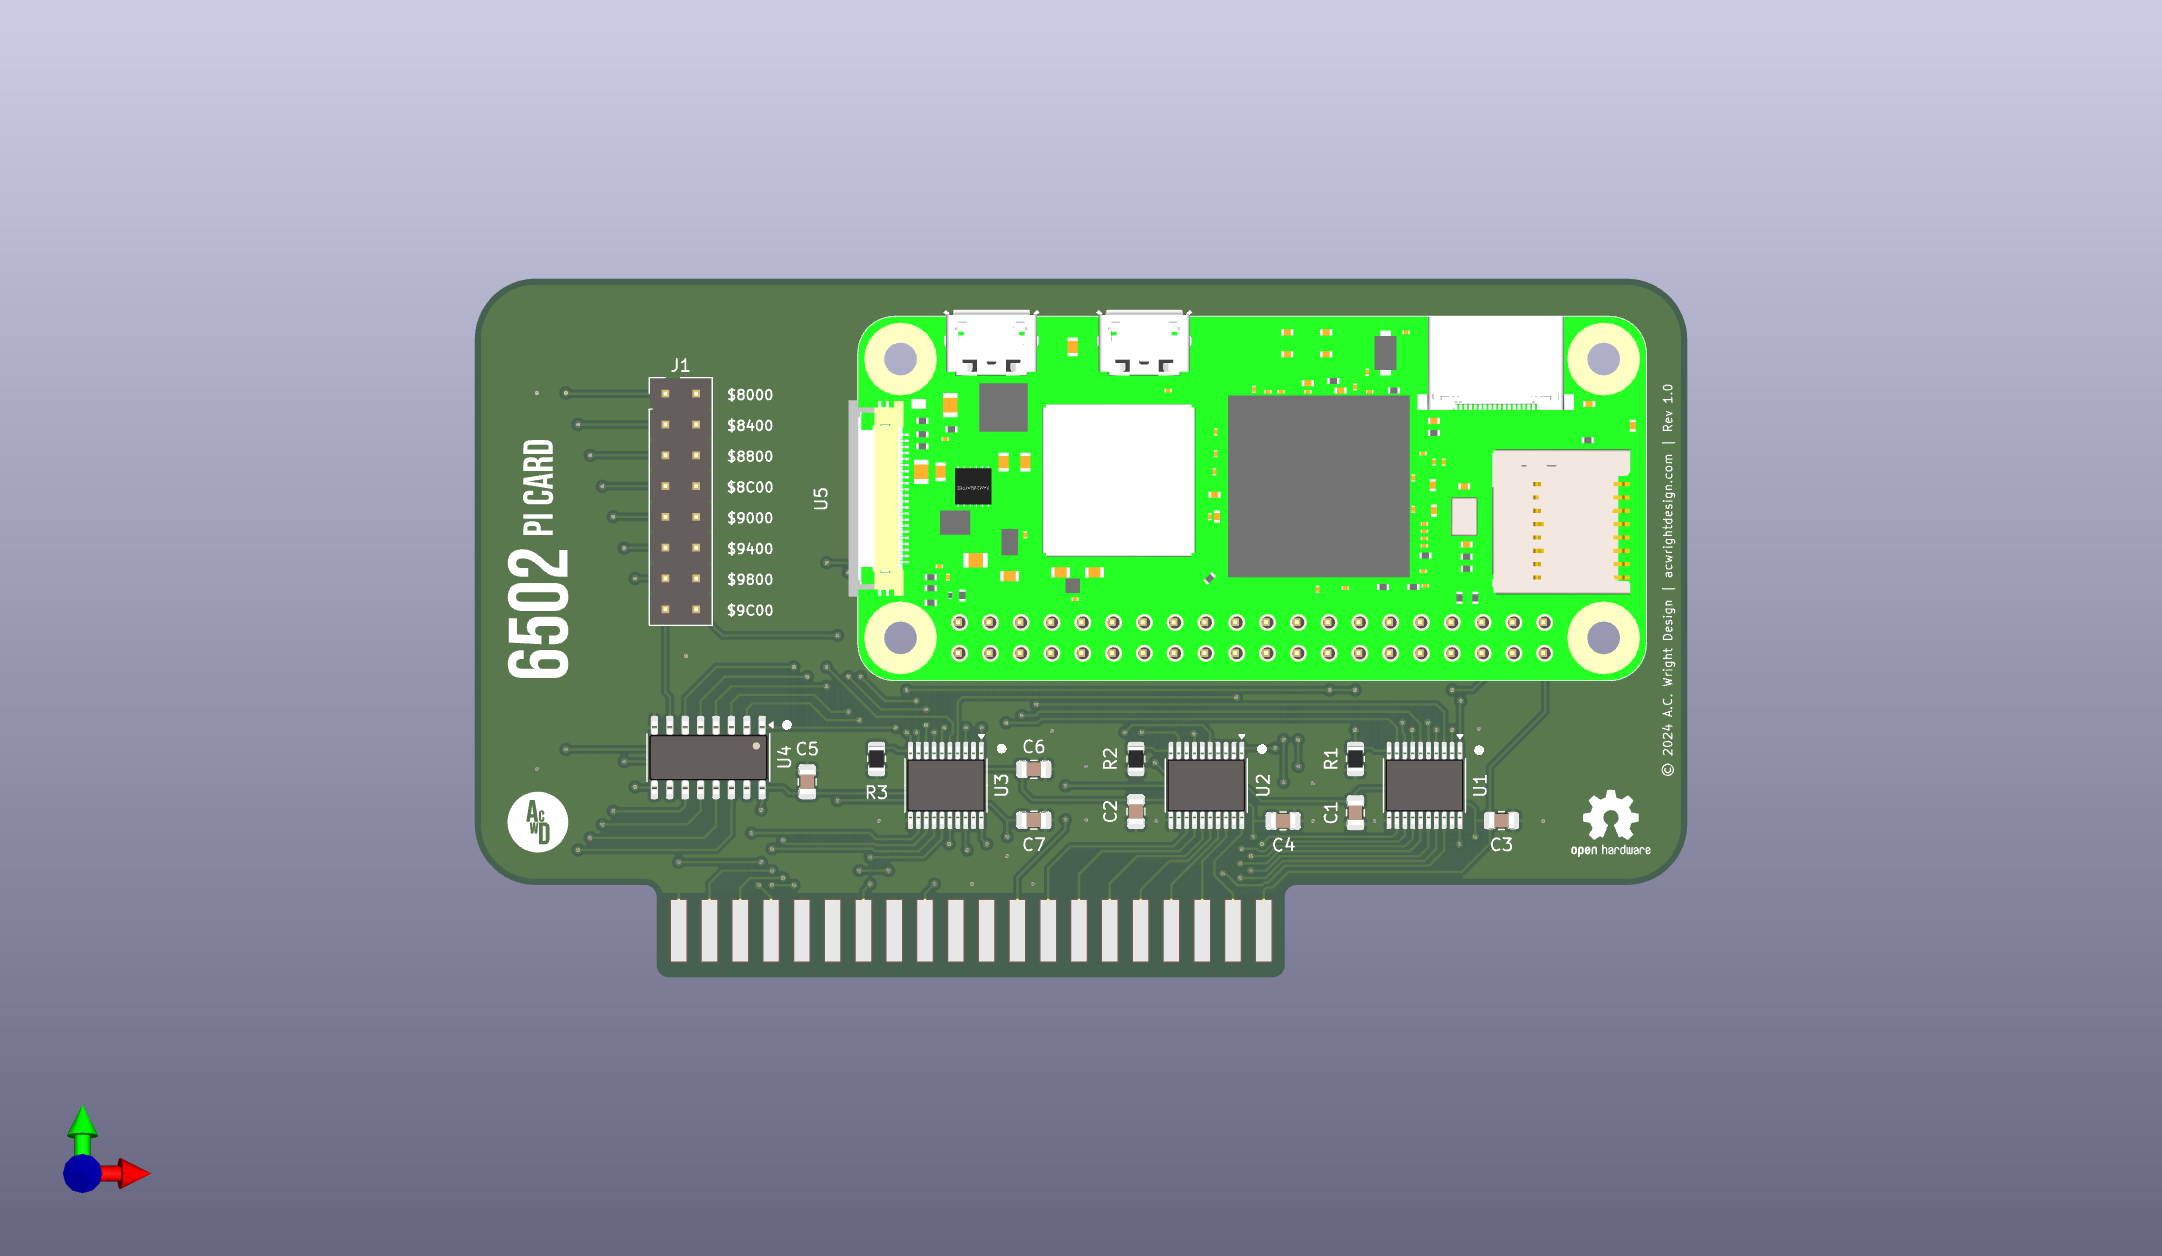 J1
$8000
$8400
$8800
$8C00
$9000
$9400
$9800
$9C00
6502 PI CARD
U5
© 2024 A.C. Wright Design | acwrightdesign.com | Rev 1.0
U4
C5
R3
U3
C6
C7
R2
C2
U2
C4
R1
C1
U1
C3
ACWD
open hardware